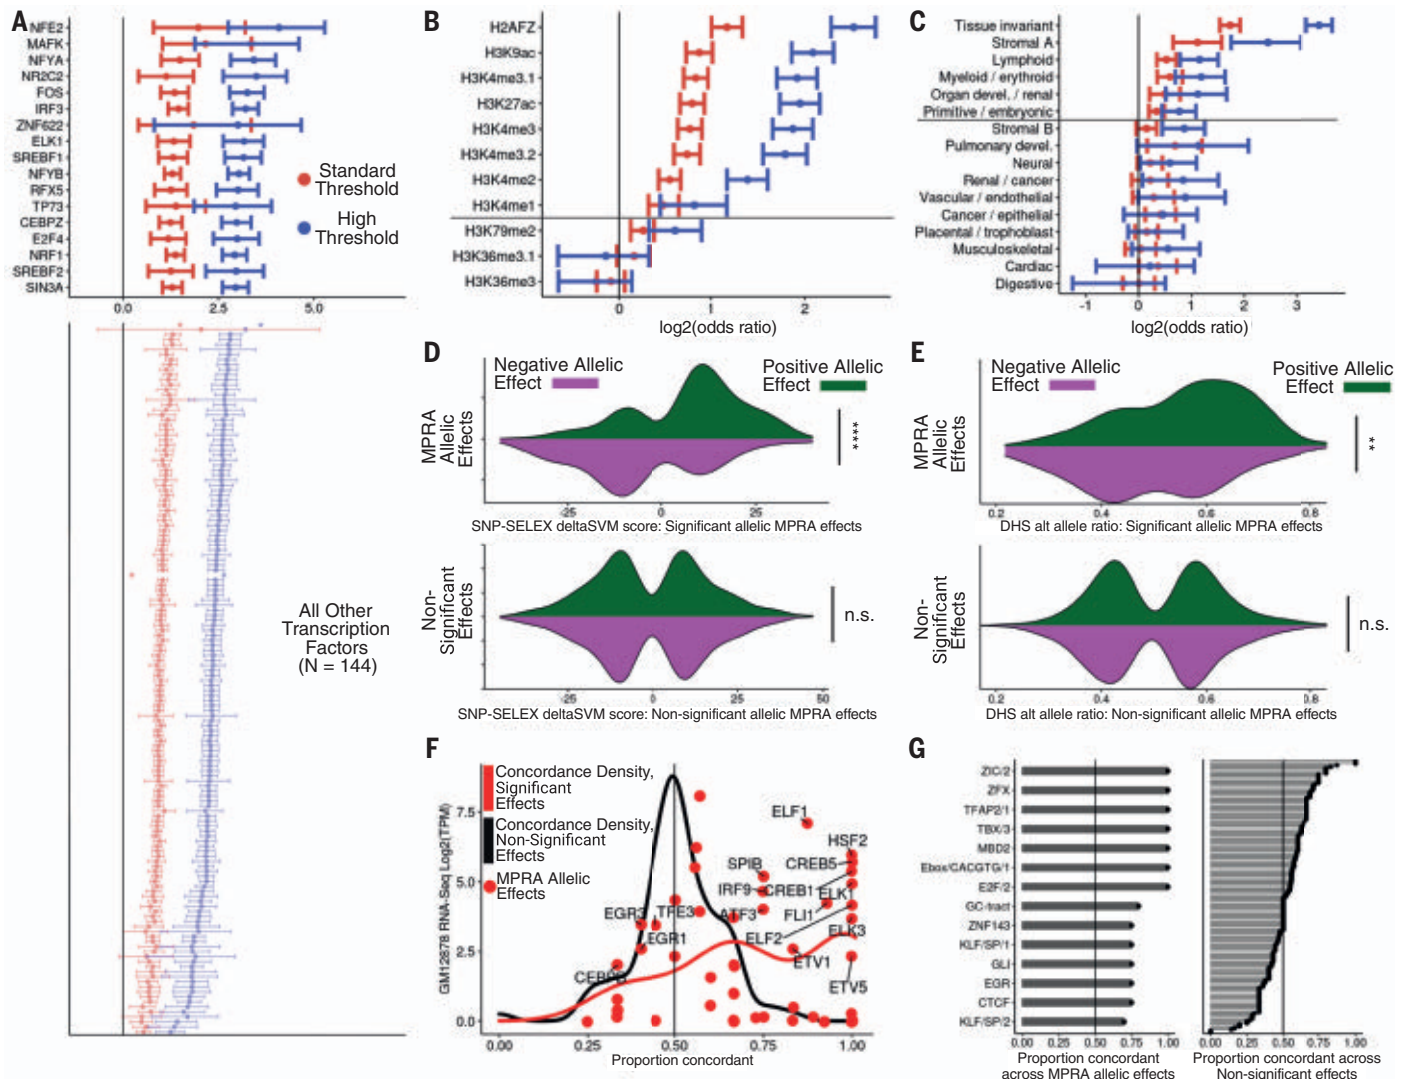 A
NFE2
MAFK
NFYA
NR2C2
FOS
IRF3
ZNF622
ELK1
SREBF1
NFYB
RFX5
TP73
CEBPZ
E2F4
NRF1
SREBF2
SIN3A
Standard
Threshold
High
Threshold
0.0 2.5 5.0
All Other
Transcription
Factors
(N = 144)
B
H2AFZ
H3K9ac
H3K4me3.1
H3K27ac
H3K4me3
H3K4me3.2
H3K4me2
H3K4me1
H3K79me2
H3K36me3.1
H3K36me3
0 1 2
log2(odds ratio)
C
Tissue invariant
Stromal A
Lymphoid
Myeloid / erythroid
Organ devel. / renal
Primitive / embryonic
Stromal B
Pulmonary devel.
Neural
Renal / cancer
Vascular / endothelial
Cancer / epithelial
Placental / trophoblast
Musculoskeletal
Cardiac
Digestive
-1 0 1 2 3
log2(odds ratio)
D
Negative Allelic
Effect
Positive Allelic
Effect
MPRA
Allelic
Effects
****
-25 0 25
SNP-SELEX deltaSVM score: Significant allelic MPRA effects
Non-
Significant
Effects
n.s.
-25 0 25 50
SNP-SELEX deltaSVM score: Non-significant allelic MPRA effects
E
Negative Allelic
Effect
Positive Allelic
Effect
MPRA
Allelic
Effects
**
0.2 0.4 0.6 0.8
DHS alt allele ratio: Significant allelic MPRA effects
Non-
Significant
Effects
n.s.
0.2 0.4 0.6 0.8
DHS alt allele ratio: Non-significant allelic MPRA effects
F
Concordance Density,
Significant
Effects
Concordance Density,
Non-Significant
Effects
MPRA Allelic
Effects
GM12878 RNA-Seq Log2(TPM)
7.5
5.0
2.5
0.0
ELF1
HSF2
SPIB
CREB5
IRF9
CREB1
ELK1
EGR3
TFE3
ATF3
FLI1
EGR1
ELF2
ELK3
ETV1
CEBPB
ETV5
0.00 0.25 0.50 0.75 1.00
Proportion concordant
G
ZIC/2
ZFX
TFAP2/1
TBX/3
MBD2
Ebox/CACGTG/1
E2F/2
GC-tract
ZNF143
KLF/SP/1
GLI
EGR
CTCF
KLF/SP/2
0.00 0.25 0.50 0.75 1.00
Proportion concordant
across MPRA allelic effects
0.00 0.25 0.50 0.75 1.00
Proportion concordant across
Non-significant effects